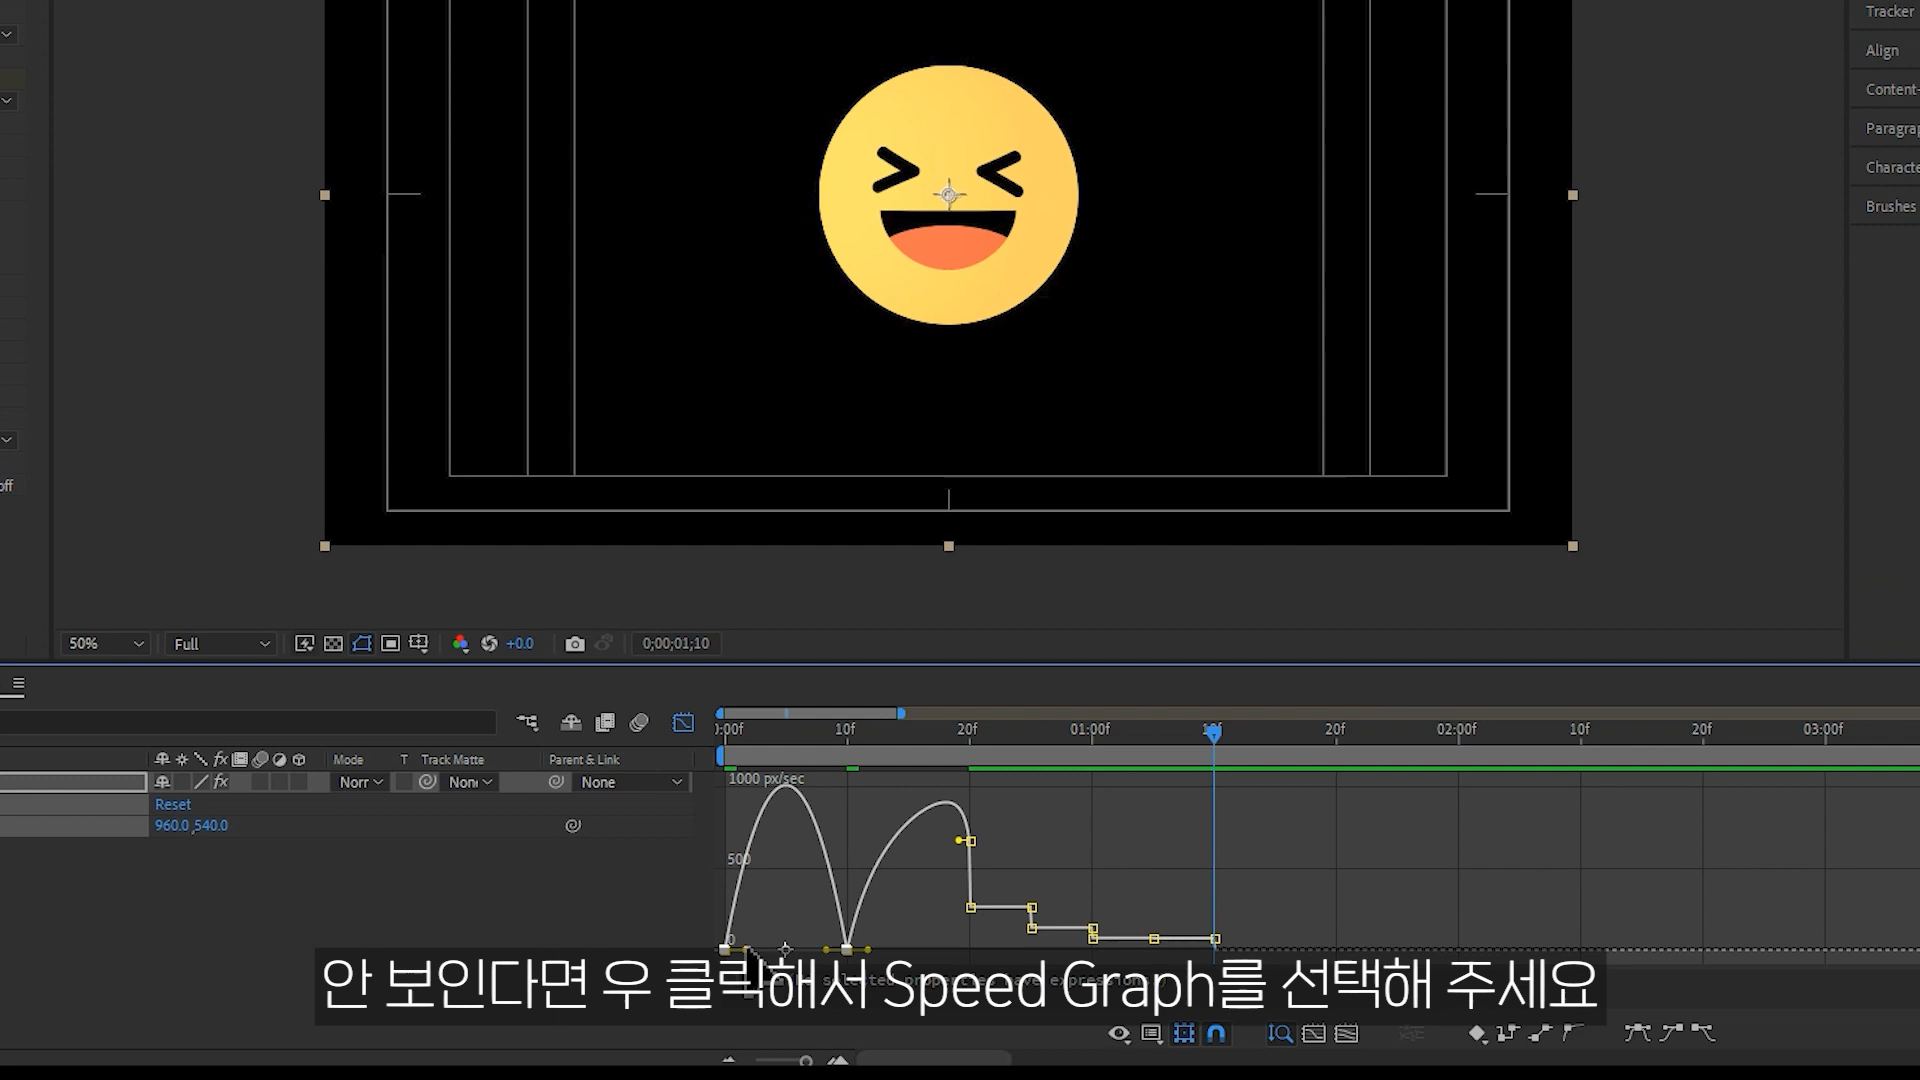 Tracker
Align
Content-
Paragrap
Characte
Brushes
off
50%
Full
+0.0
0;00;01;10
0:00f
10f
20f
01:00f
10f
20f
02:00f
10f
20f
03:00f
Mode
T
Track Matte
Parent & Link
fx
Norr
Non
None
Reset
960.0,540.0
1000 px/sec
500
0
안 보인다면 우 클릭해서 Speed Graph를 선택해 주세요